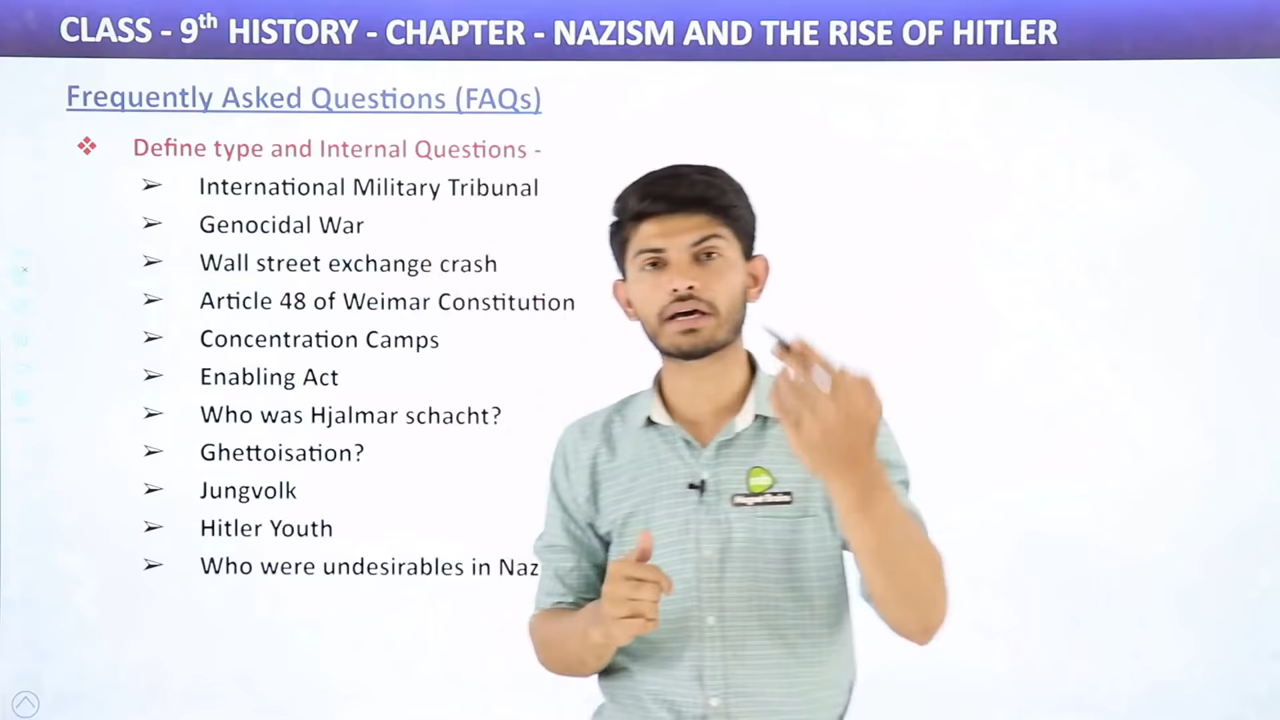 CLASS - 9th HISTORY - CHAPTER - NAZISM AND THE RISE OF HITLER
Frequently Asked Questions (FAQs)
Define type and Internal Questions -
International Military Tribunal
Genocidal War
Wall street exchange crash
Article 48 of Weimar Constitution
Concentration Camps
Enabling Act
Who was Hjalmar schacht?
Ghettoisation?
Jungvolk
Hitler Youth
Who were undesirables in Naz
mb